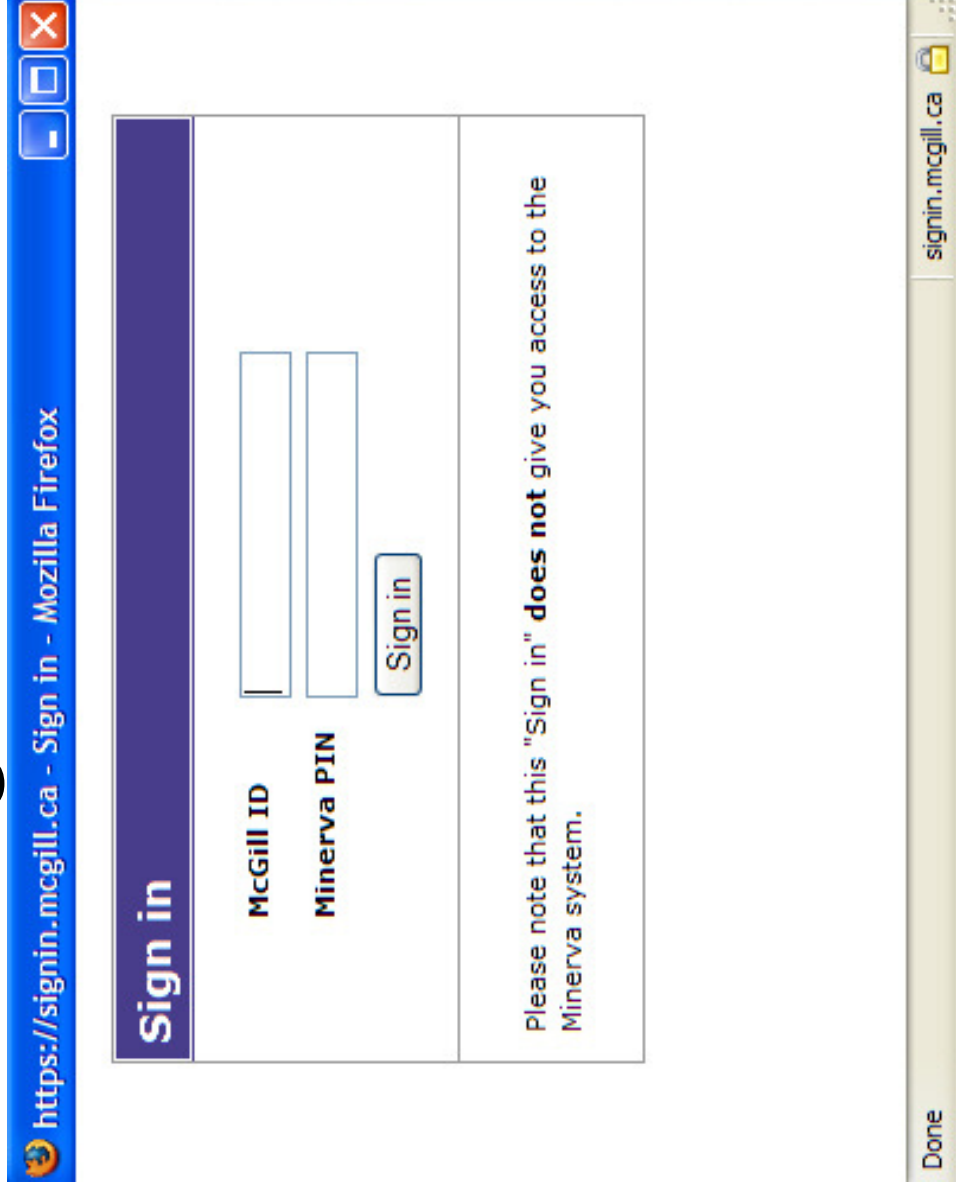 https://signin.mcgill.ca - Sign in - Mozilla Firefox
Sign in
McGill ID
Minerva PIN
Sign in
Please note that this "Sign in" does not give you access to the
Minerva system.
Done
signin.mcgill.ca